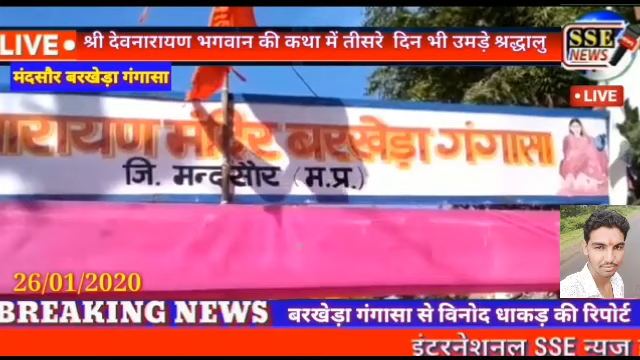 LIVE • श्री देवनारायण भगवान की कथा में तीसरे दिन भी उमड़े श्रद्धालु
SSE
NEWS
मंदसौर बरखेड़ा गंगासा
• LIVE
नारायण मंदिर बरखेड़ा गंगासा
जि. मन्दसौर (म.प्र.)
26/01/2020
BREAKING NEWS
बरखेड़ा गंगासा से विनोद धाकड़ की रिपोर्ट
इंटरनेशनल SSE न्यूज